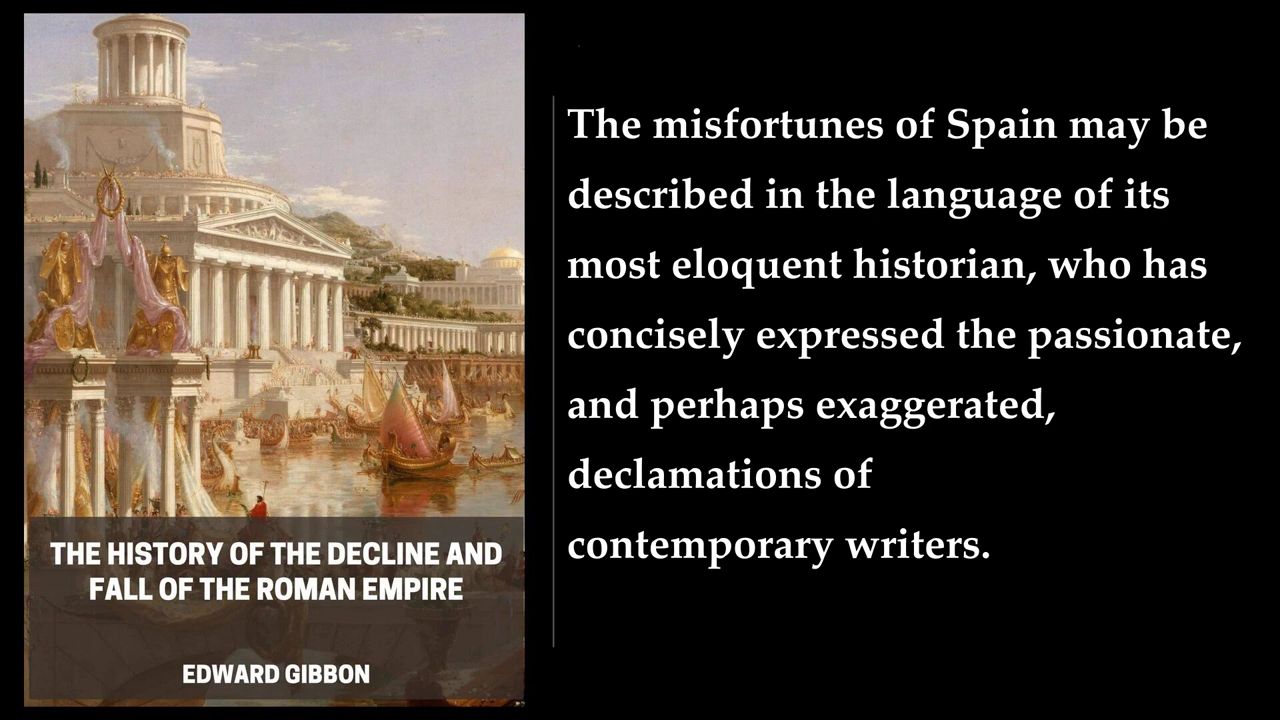 THE HISTORY OF THE DECLINE AND
FALL OF THE ROMAN EMPIRE
EDWARD GIBBON
The misfortunes of Spain may be
described in the language of its
most eloquent historian, who has
concisely expressed the passionate,
and perhaps exaggerated,
declamations of
contemporary writers.